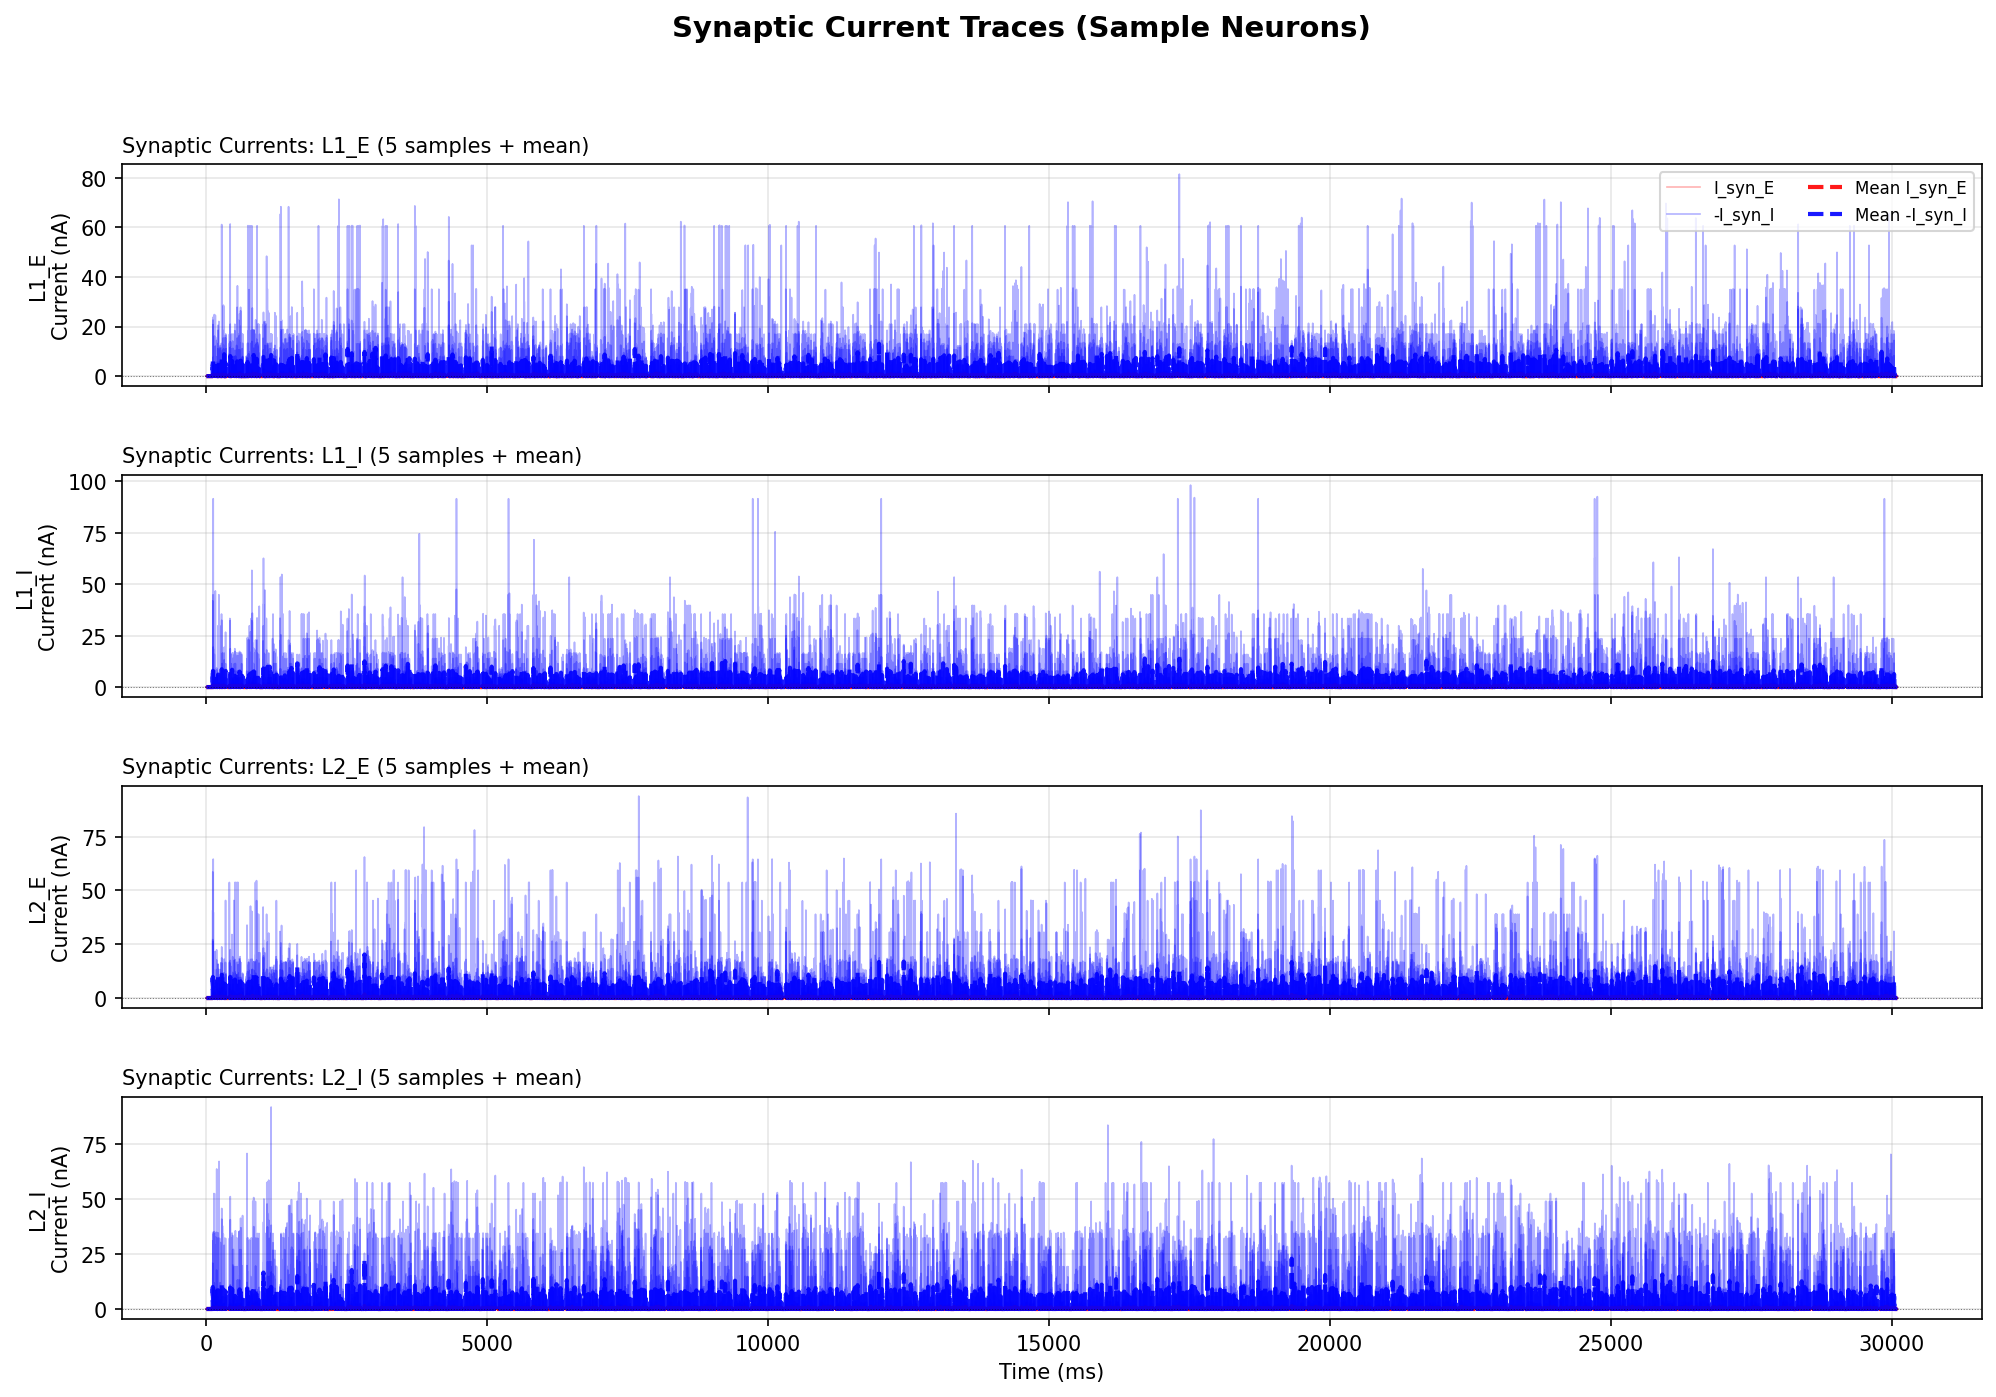 Synaptic Current Traces (Sample Neurons)
Synaptic Currents: L1_E (5 samples + mean)
80
60
40
20
0
L1_E
Current (nA)
I_syn_E
-I_syn_I
Mean I_syn_E
Mean -I_syn_I
Synaptic Currents: L1_I (5 samples + mean)
100
75
50
25
0
L1_I
Current (nA)
Synaptic Currents: L2_E (5 samples + mean)
75
50
25
0
L2_E
Current (nA)
Synaptic Currents: L2_I (5 samples + mean)
75
50
25
0
L2_I
Current (nA)
0 5000 10000 15000 20000 25000 30000
Time (ms)